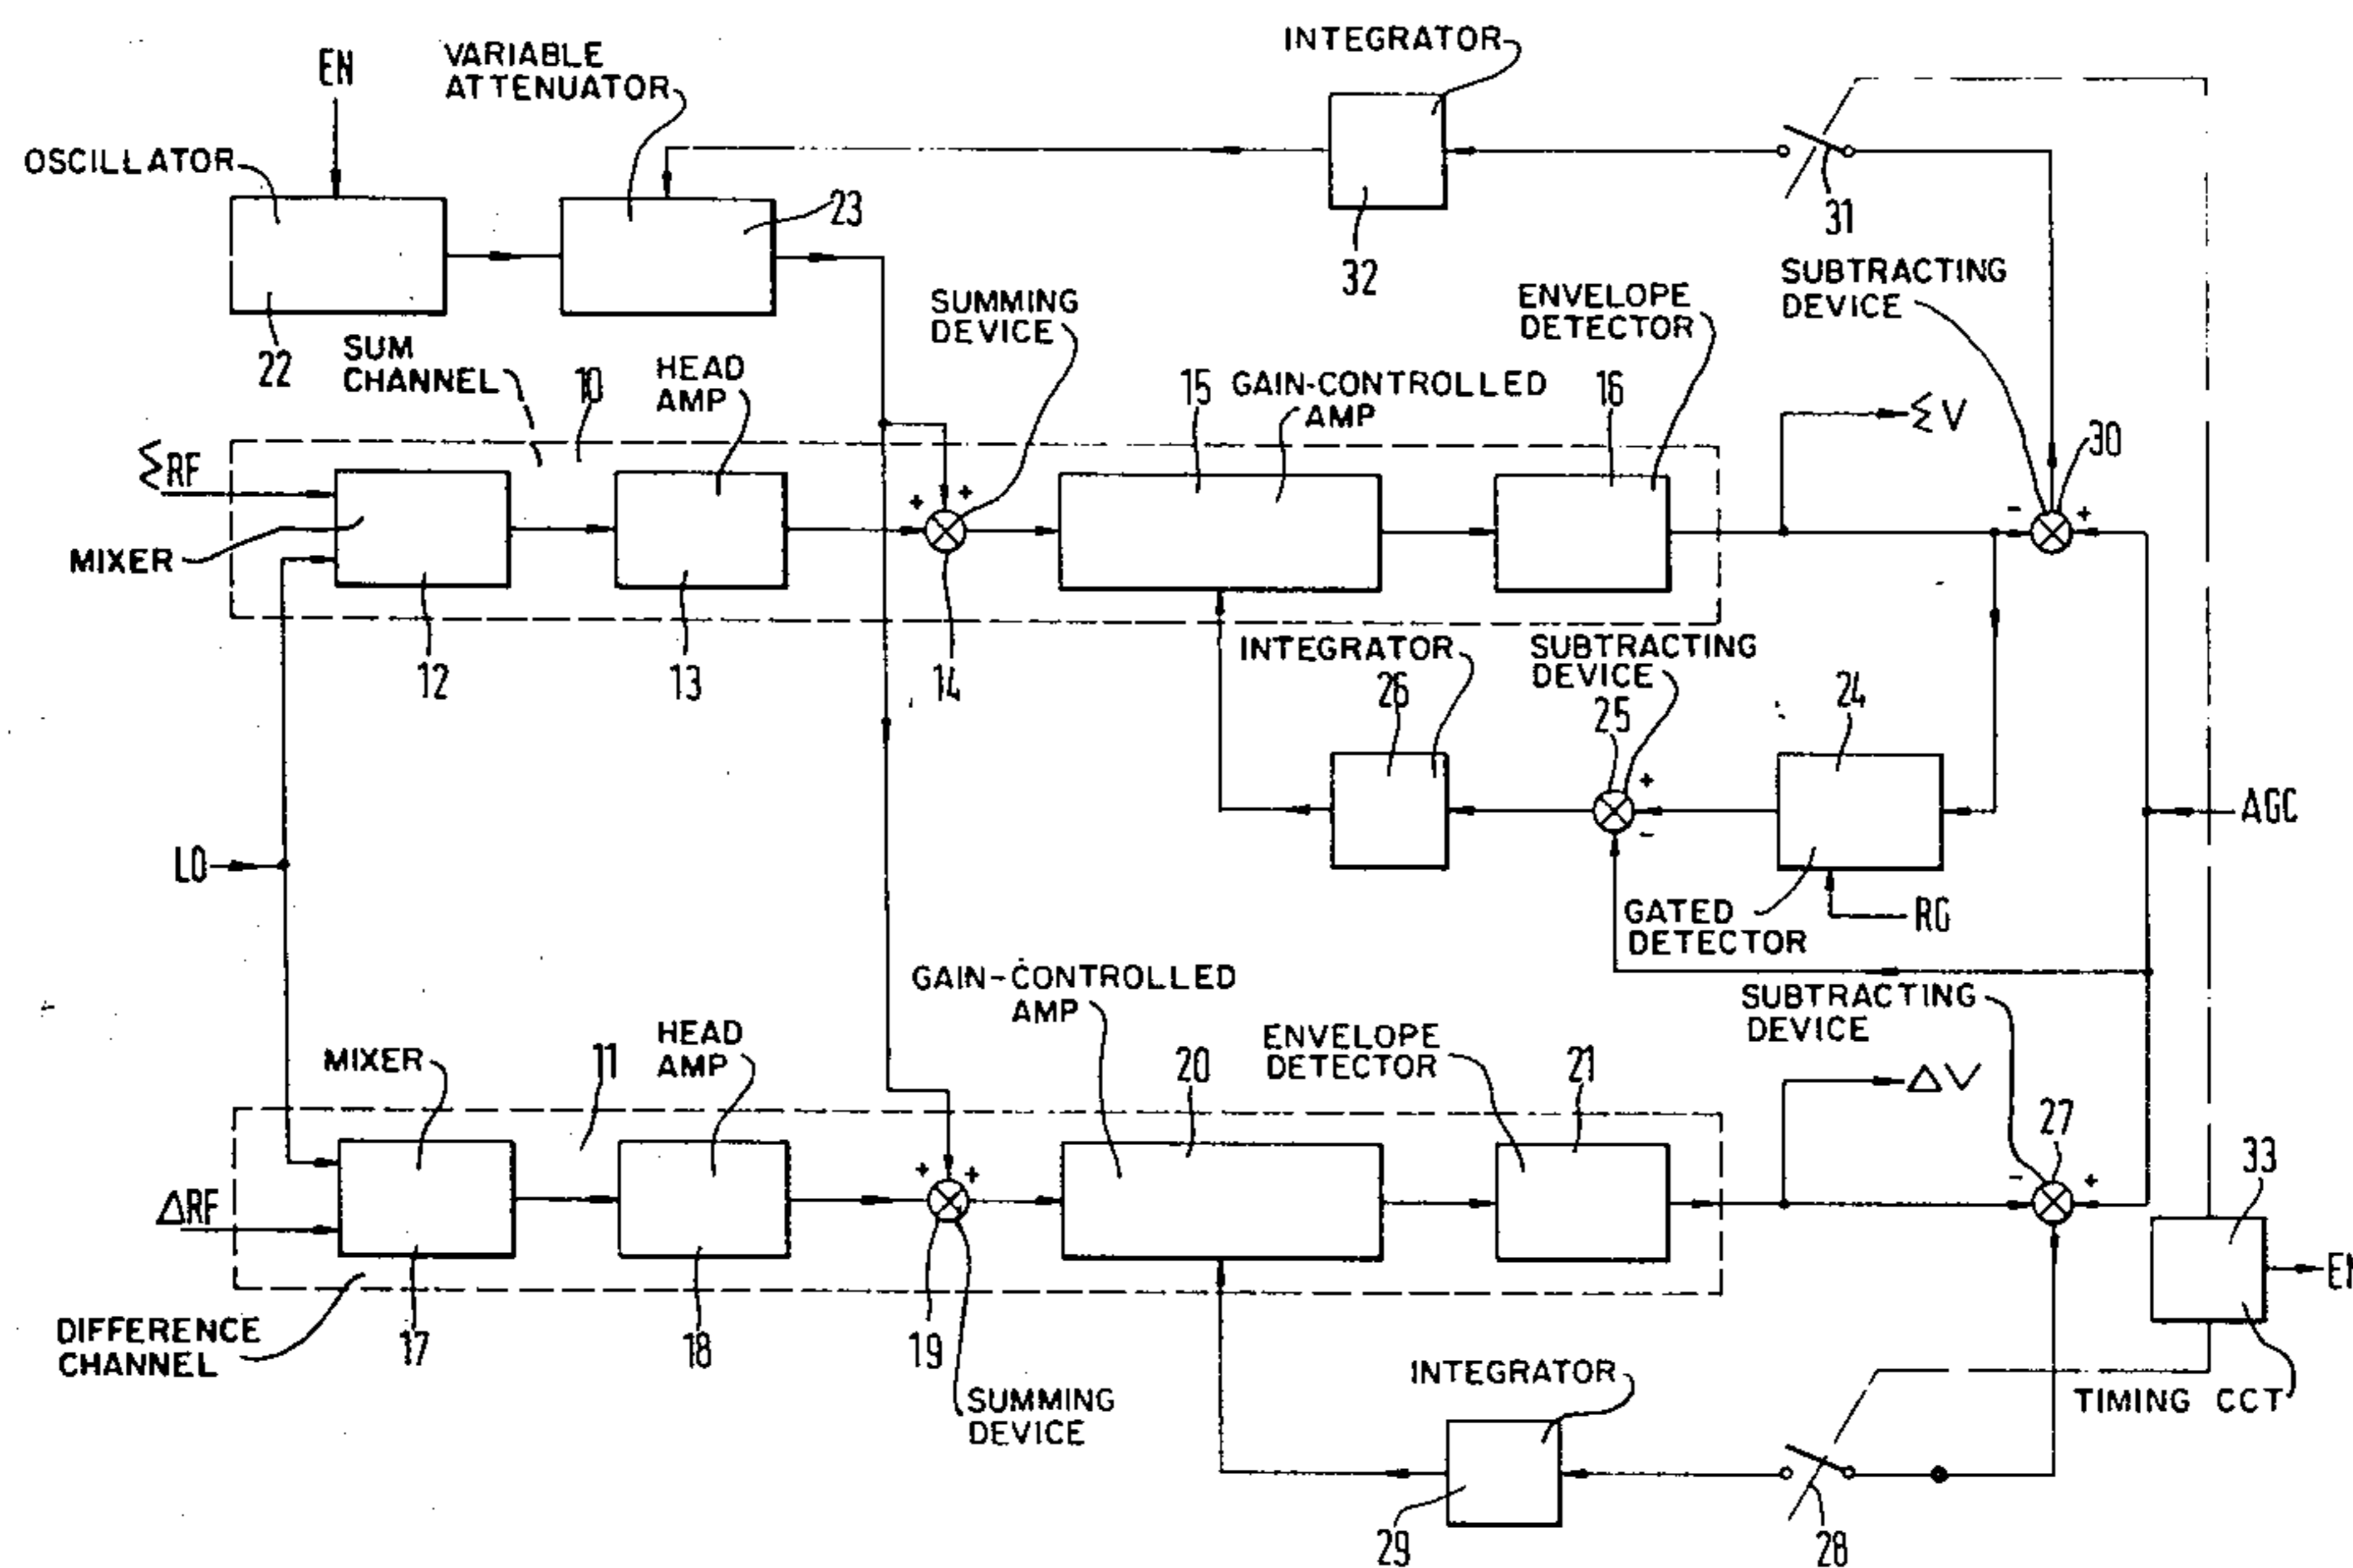 INTEGRATOR
VARIABLE
ATTENUATOR
EN
OSCILLATOR
23
31
32
SUBTRACTING
DEVICE
SUMMING
DEVICE
ENVELOPE
DETECTOR
22
SUM
CHANNEL
10
HEAD
AMP
15
GAIN-CONTROLLED
AMP
16
ΣV
30
ΣRF
+
+
-
+
MIXER
12
13
14
INTEGRATOR
26
SUBTRACTING
DEVICE
25
24
+
-
AGC
LO
GATED
DETECTOR
RG
GAIN-CONTROLLED
AMP
SUBTRACTING
DEVICE
MIXER
HEAD
AMP
11
20
ENVELOPE
DETECTOR
21
ΔV
27
33
+
+
-
+
ΔRF
EN
DIFFERENCE
CHANNEL
17
18
19
SUMMING
DEVICE
INTEGRATOR
TIMING CCT
29
28